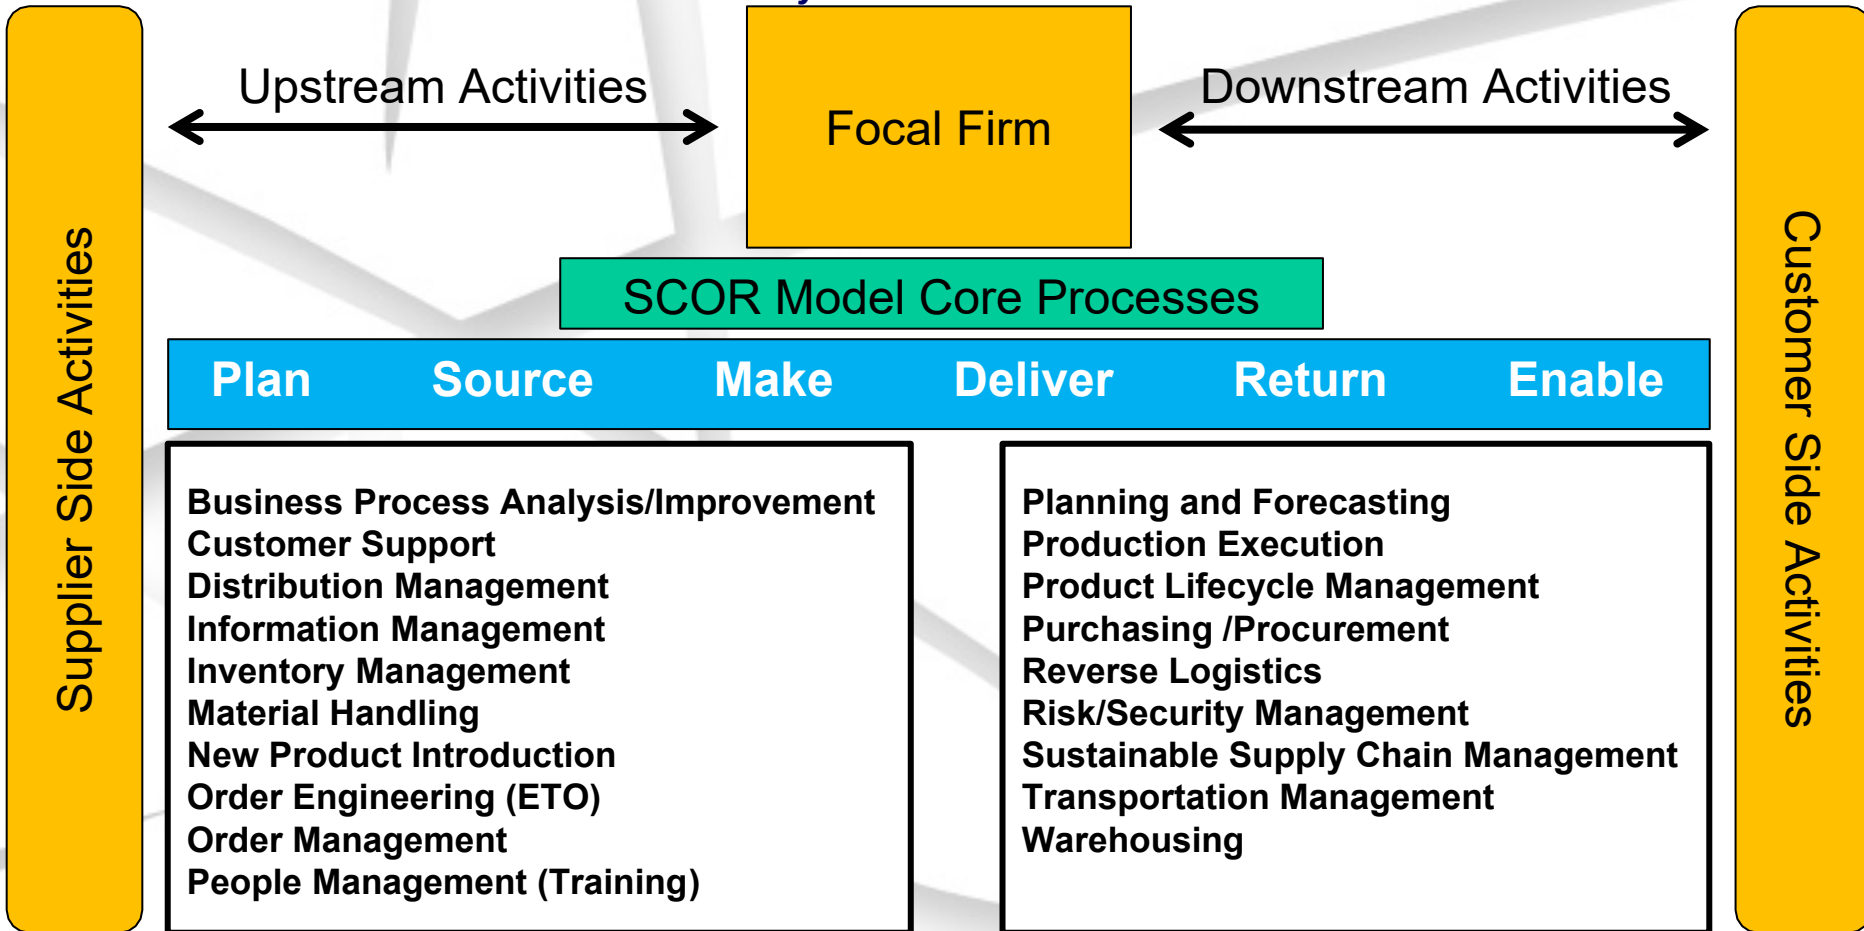 Upstream Activities
Focal Firm
Downstream Activities
Supplier Side Activities
Customer Side Activities
SCOR Model Core Processes
Plan Source Make Deliver Return Enable
Business Process Analysis/Improvement
Customer Support
Distribution Management
Information Management
Inventory Management
Material Handling
New Product Introduction
Order Engineering (ETO)
Order Management
People Management (Training)
Planning and Forecasting
Production Execution
Product Lifecycle Management
Purchasing /Procurement
Reverse Logistics
Risk/Security Management
Sustainable Supply Chain Management
Transportation Management
Warehousing